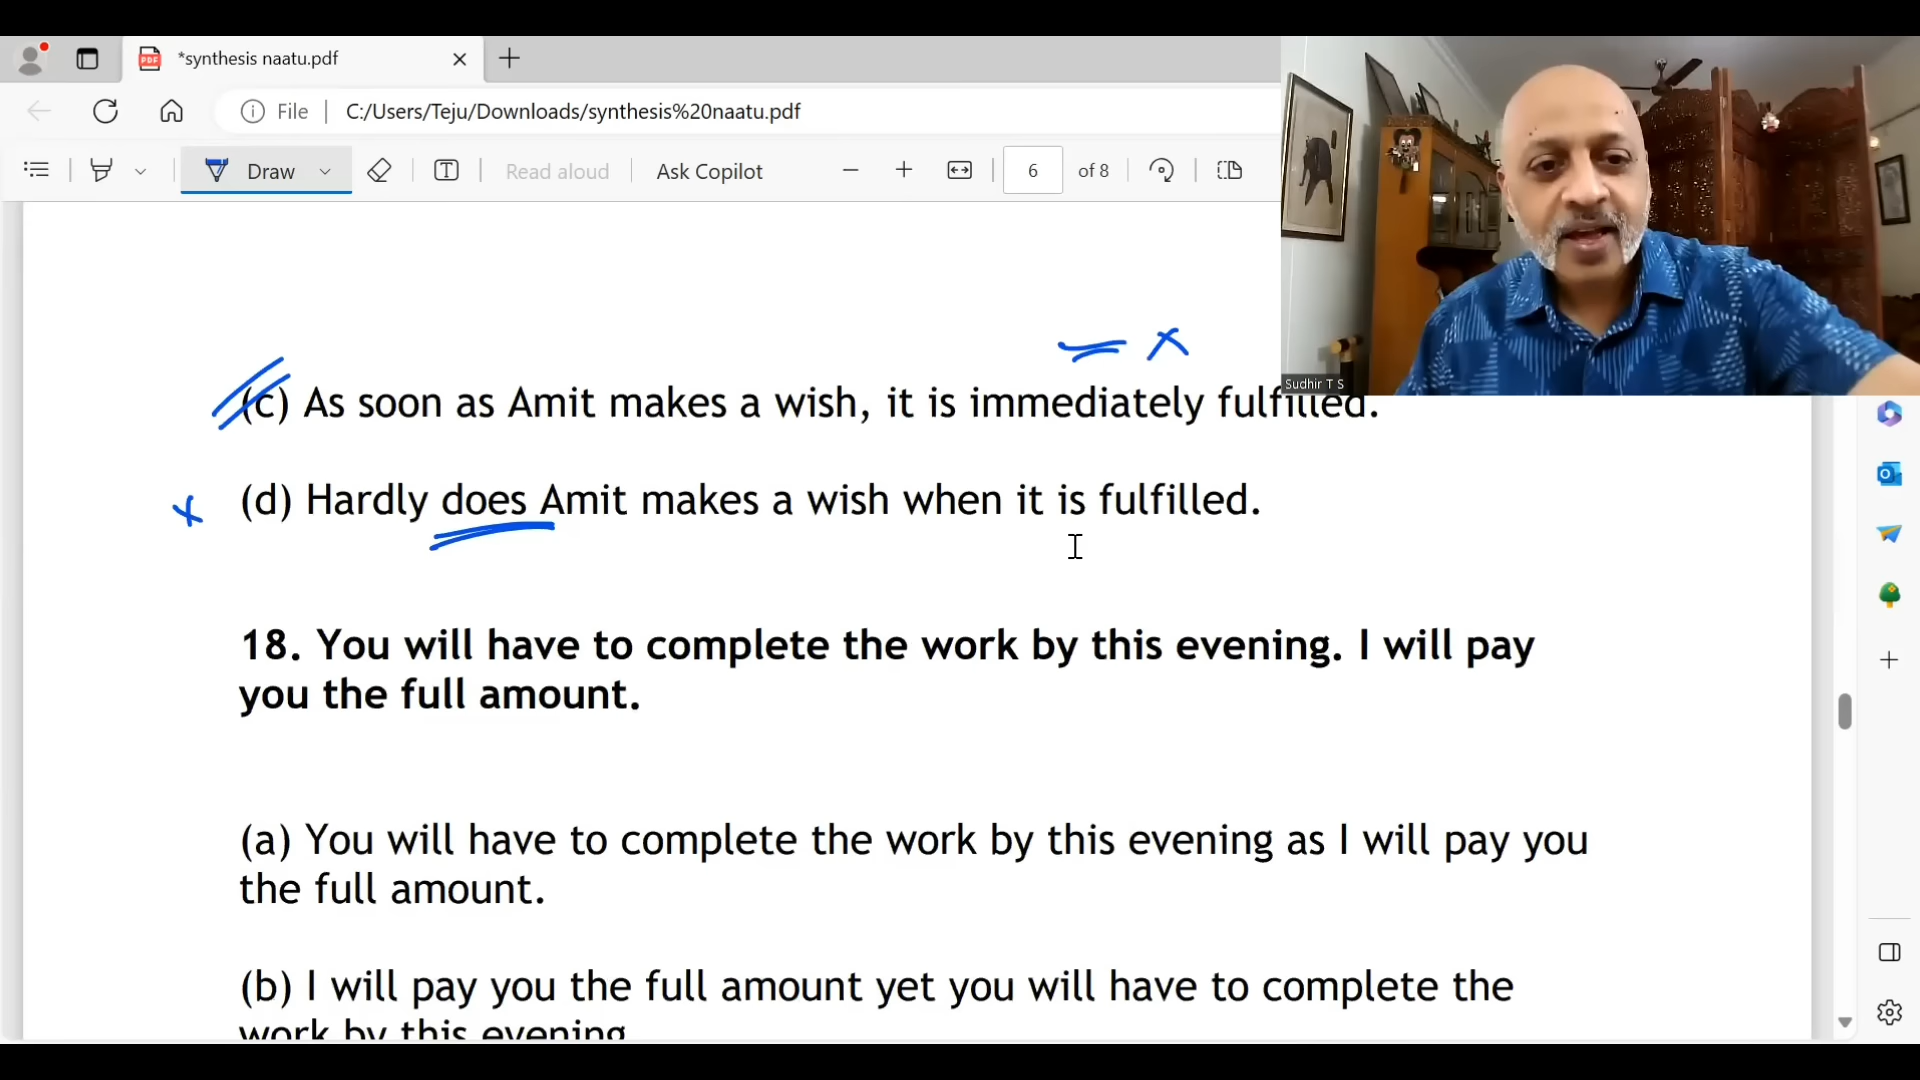 *synthesis naatu.pdf
File
C:/Users/Teju/Downloads/synthesis%20naatu.pdf
Draw
Read aloud
Ask Copilot
6 of 8
Sudhir T S
(c) As soon as Amit makes a wish, it is immediately fulfilled.
(d) Hardly does Amit makes a wish when it is fulfilled.
18. You will have to complete the work by this evening. I will pay
you the full amount.
(a) You will have to complete the work by this evening as I will pay you
the full amount.
(b) I will pay you the full amount yet you will have to complete the
work by this evening